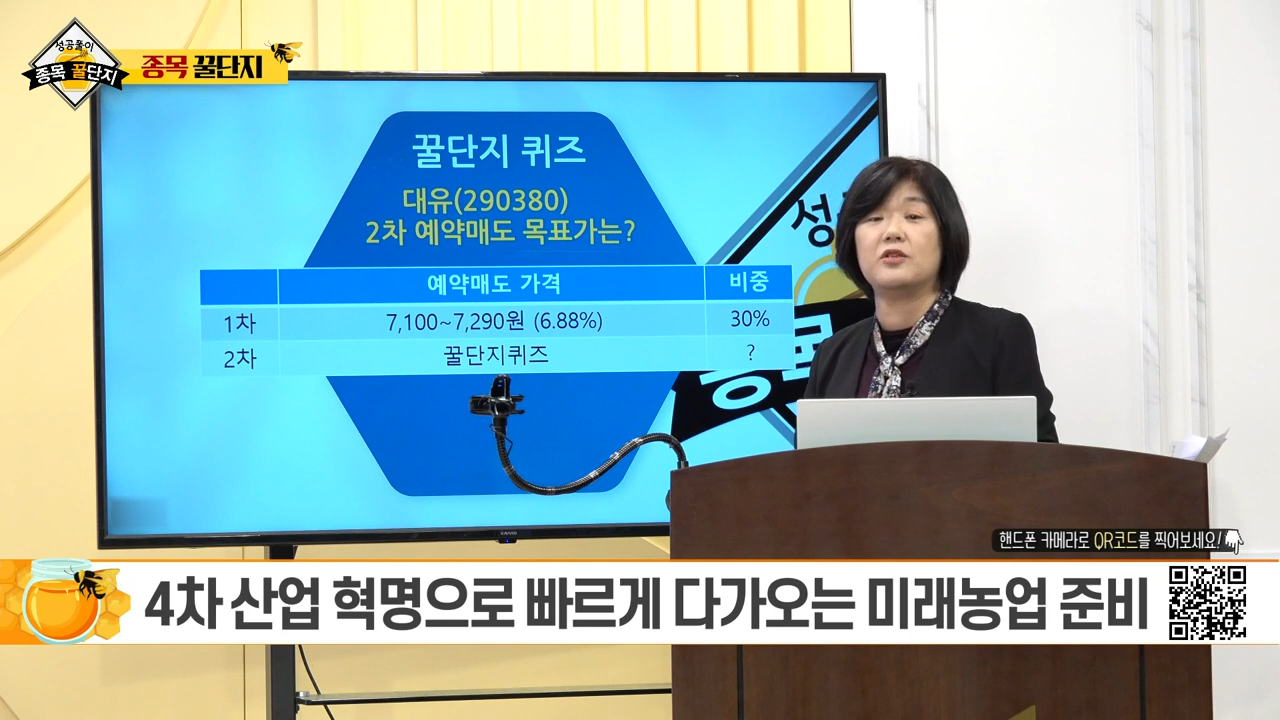 성공풀이
종목 꿀단지
종목 꿀단지
꿀단지 퀴즈
대유(290380)
2차 예약매도 목표가는?
예약매도 가격 비중
1차 7,100~7,290원 (6.88%) 30%
2차 꿀단지퀴즈 ?
핸드폰 카메라로 QR코드를 찍어보세요!
4차 산업 혁명으로 빠르게 다가오는 미래농업 준비